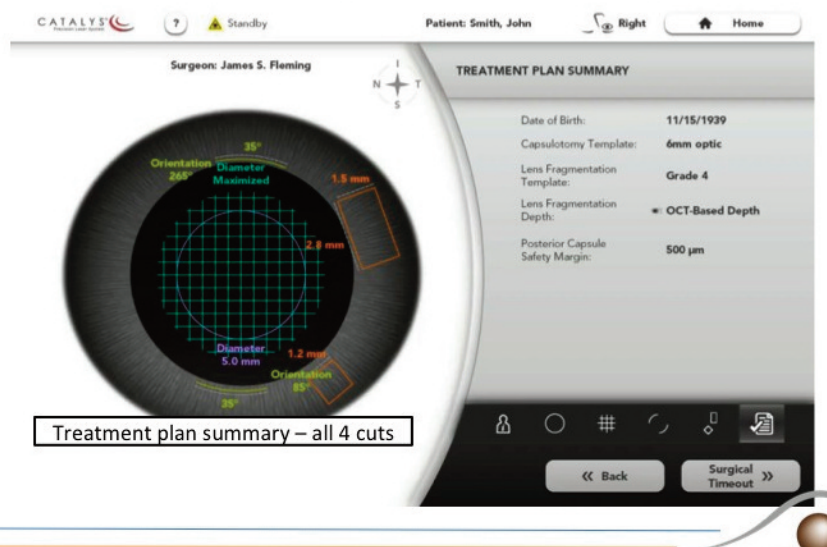 CATALYS
Precision Laser System
?
Standby
Patient: Smith, John
Right
Home
Surgeon: James S. Fleming
I
N
T
S
TREATMENT PLAN SUMMARY
Date of Birth: 11/15/1939
Capsulotomy Template: 6mm optic
Lens Fragmentation
Template: Grade 4
Lens Fragmentation
Depth: OCT-Based Depth
Posterior Capsule
Safety Margin: 500 µm
35°
Orientation
265°
Diameter
Maximized
1.5 mm
2.8 mm
Diameter
5.0 mm
1.2 mm
Orientation
85°
35°
Treatment plan summary – all 4 cuts
<< Back
Surgical
Timeout >>